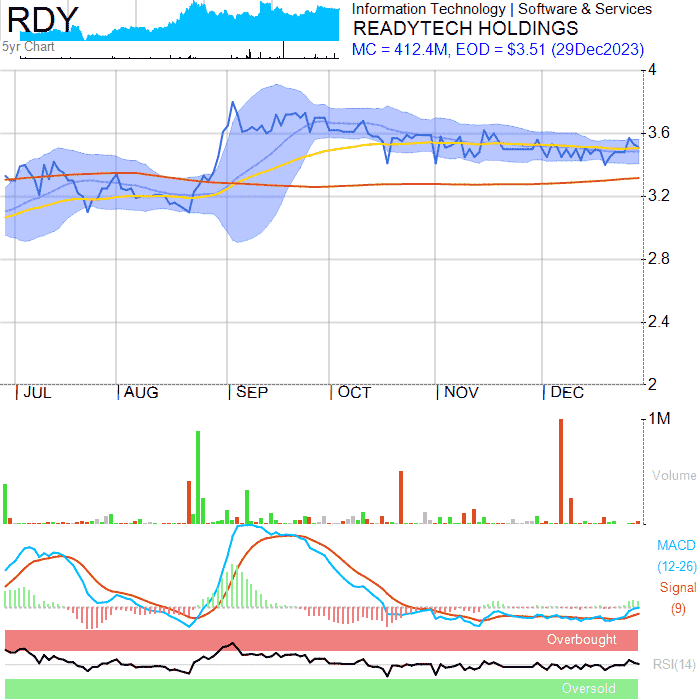 RDY
5yr Chart
Information Technology | Software & Services
READYTECH HOLDINGS
MC = 412.4M, EOD = $3.51 (29Dec2023)
4
3.6
3.2
2.8
2.4
2
JUL AUG SEP OCT NOV DEC
1M
Volume
MACD
(12-26)
Signal
(9)
Overbought
RSI(14)
Oversold